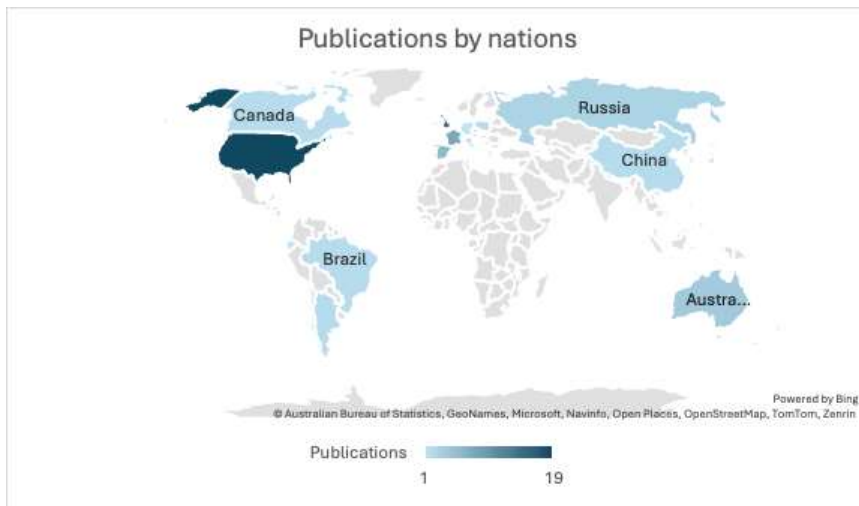 Publications by nations
Canada
Russia
China
Brazil
Austra...
Powered by Bing
© Australian Bureau of Statistics, GeoNames, Microsoft, Navinfo, Open Places, OpenStreetMap, TomTom, Zenrin
Publications
1 19